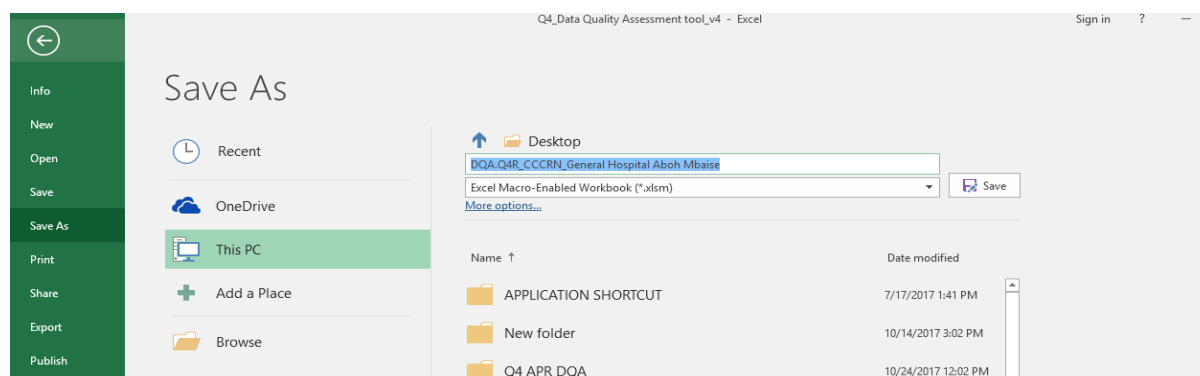 Q4_Data Quality Assessment tool_v4 - Excel
Sign in ?
Info
New
Open
Save
Save As
Print
Share
Export
Publish
Save As
Recent
OneDrive
This PC
Add a Place
Browse
Desktop
DQA.Q4R_CCCRN_General Hospital Aboh Mbaise
Excel Macro-Enabled Workbook (*.xlsm)
Save
More options...
Name Date modified
APPLICATION SHORTCUT 7/17/2017 1:41 PM
New folder 10/14/2017 3:02 PM
Q4 APR DQA 10/24/2017 12:02 PM